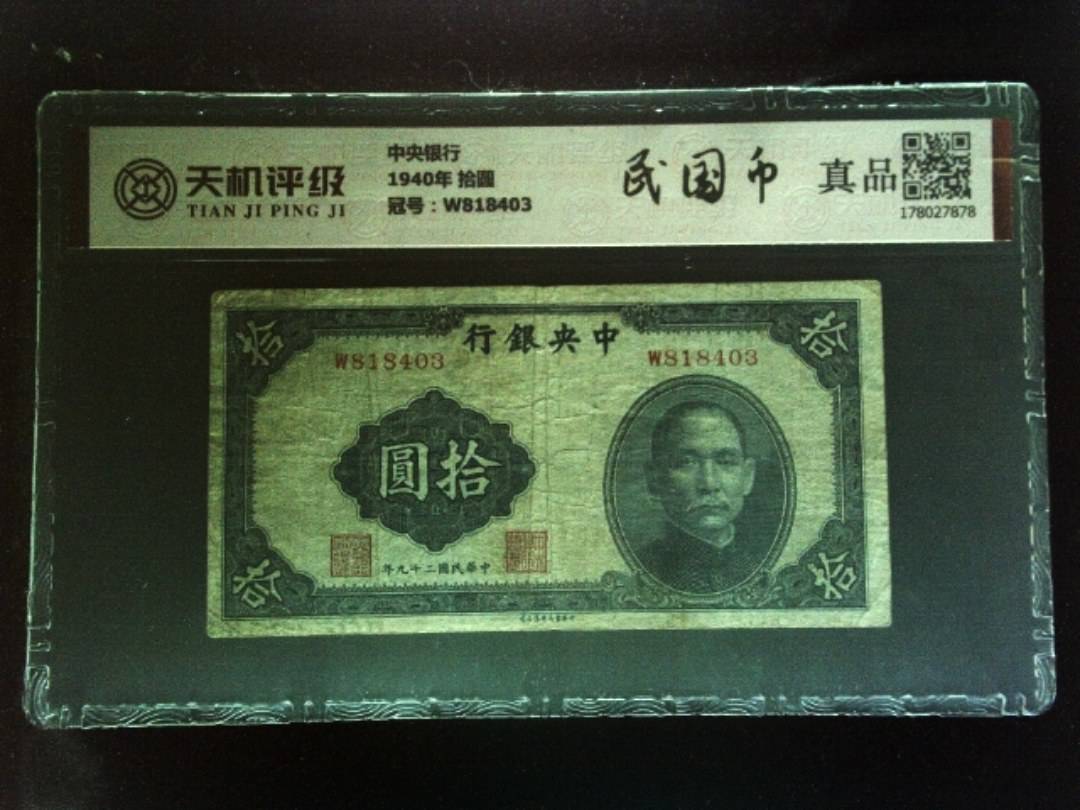 天机评级
TIAN JI PING JI
中央银行
1940年 拾圆
冠号：W818403
民国币
真品
178027878
拾
行銀央中
拾
W818403
W818403
圓拾
年九十二國民華中
拾
拾